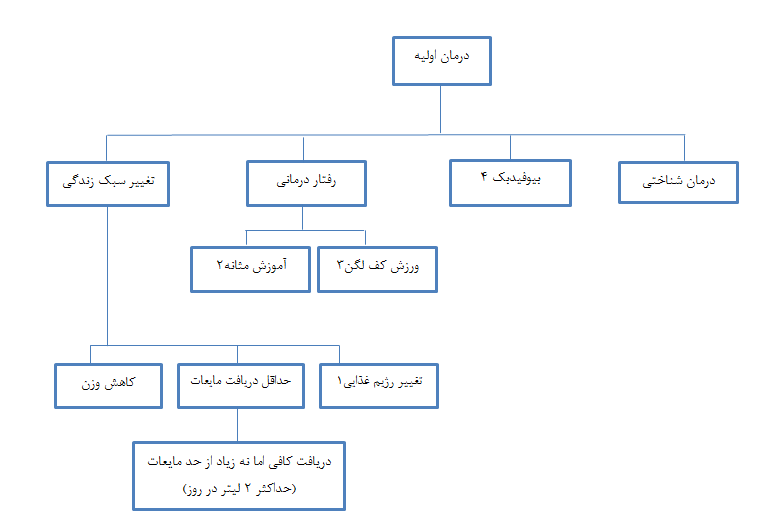 درمان اولیه
درمان شناختی
بیوفیدبک ۴
رفتار درمانی
تغییر سبک زندگی
ورزش کف لگن۳
آموزش مثانه۲
تغییر رژیم غذایی۱
حداقل دریافت مایعات
کاهش وزن
دریافت کافی اما نه زیاد از حد مایعات
(حداکثر ۲ لیتر در روز)